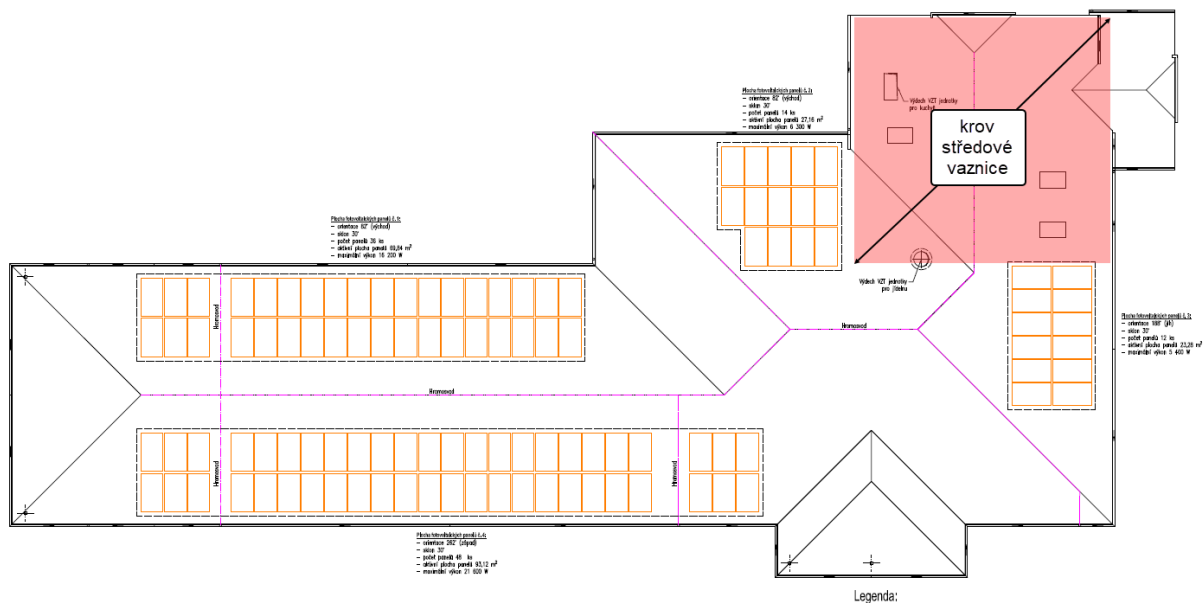 Plocha fotovoltaických panelů č. 2:
– orientace 82° (východ)
– sklon 30°
– počet panelů 14 ks
– aktivní plocha panelů 27,16 m²
– maximální výkon 6 300 W
Výdech VZT jednotky
pro kuchyň
krov
středové
vaznice
Plocha fotovoltaických panelů č. 1:
– orientace 82° (východ)
– sklon 30°
– počet panelů 36 ks
– aktivní plocha panelů 69,84 m²
– maximální výkon 16 200 W
Výdech VZT jednotky
pro jídelnu
Hromosvod
Hromosvod
Plocha fotovoltaických panelů č. 3:
– orientace 188° (jih)
– sklon 30°
– počet panelů 12 ks
– aktivní plocha panelů 23,28 m²
– maximální výkon 5 400 W
Hromosvod
Hromosvod
Hromosvod
Plocha fotovoltaických panelů č. 4:
– orientace 262° (západ)
– sklon 30°
– počet panelů 48 ks
– aktivní plocha panelů 93,12 m²
– maximální výkon 21 600 W
Legenda: